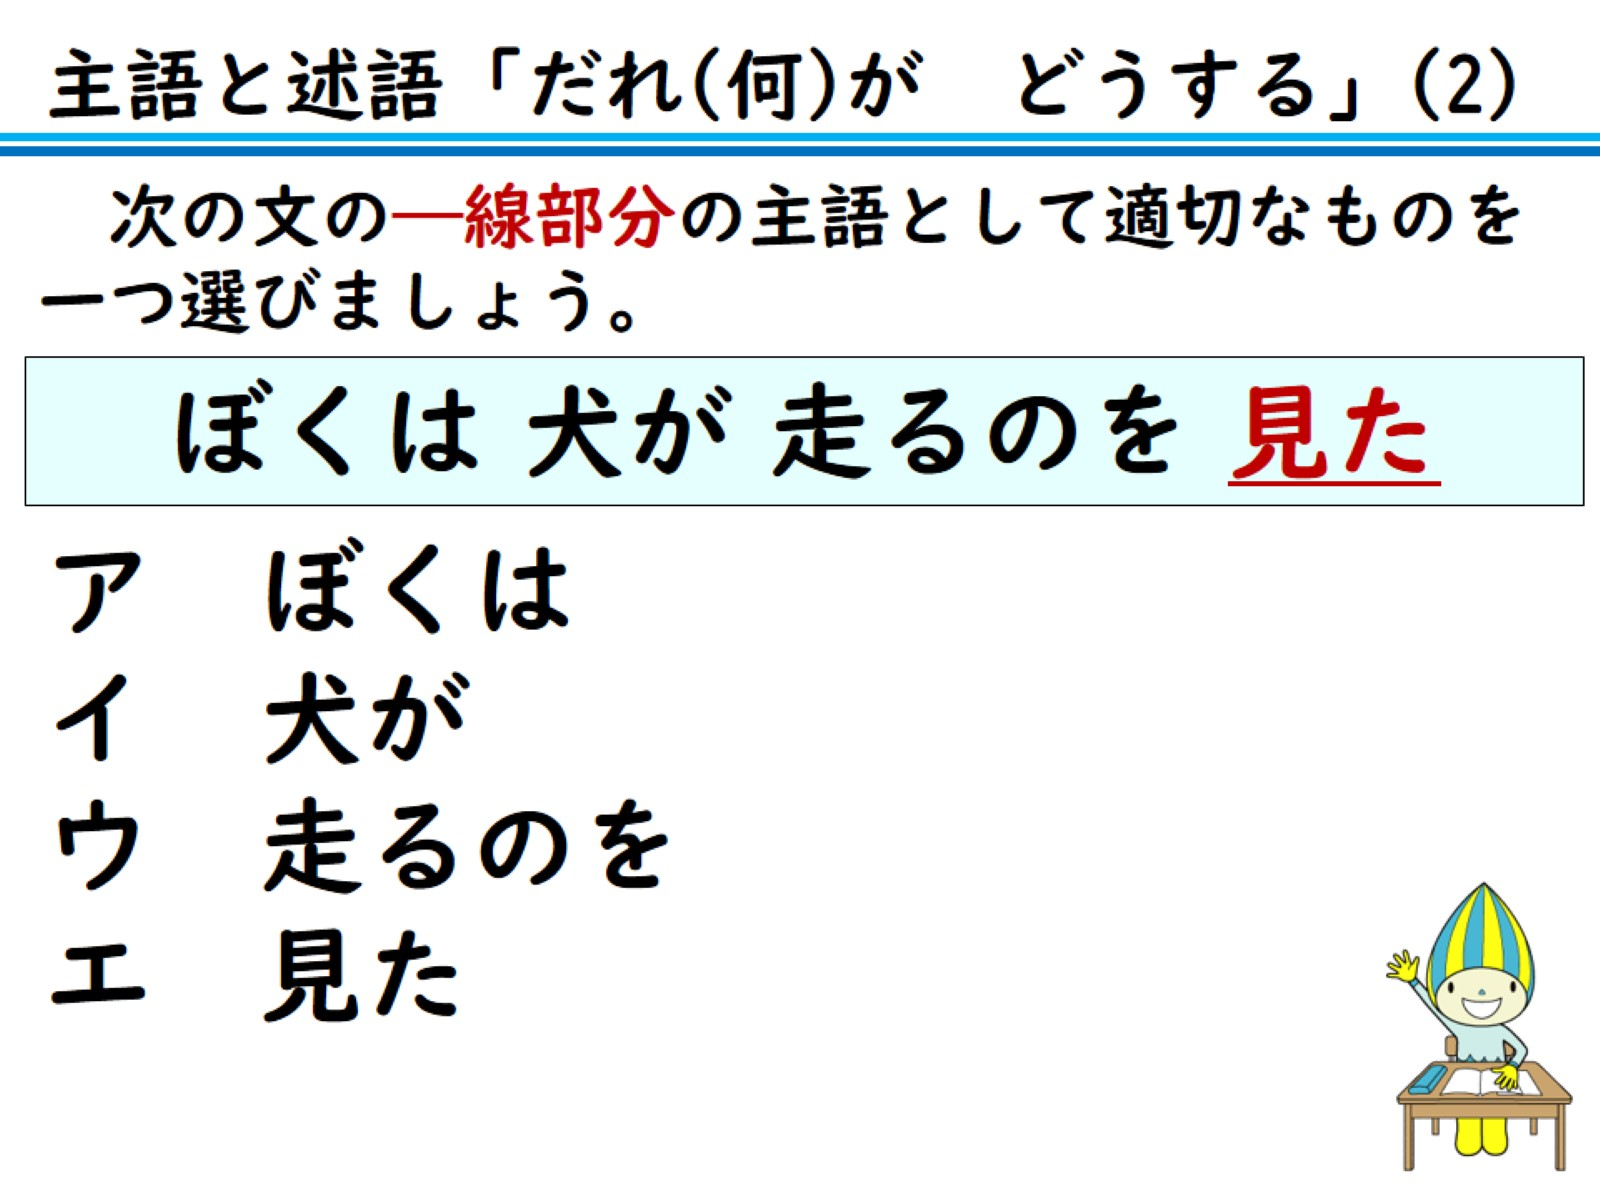 主語と述語「だれ(何)が　どうする」(2)
次の文の―線部分の主語として適切なものを
一つ選びましょう。
ぼくは 犬が 走るのを 見た
ア　ぼくは
イ　犬が
ウ　走るのを
エ　見た